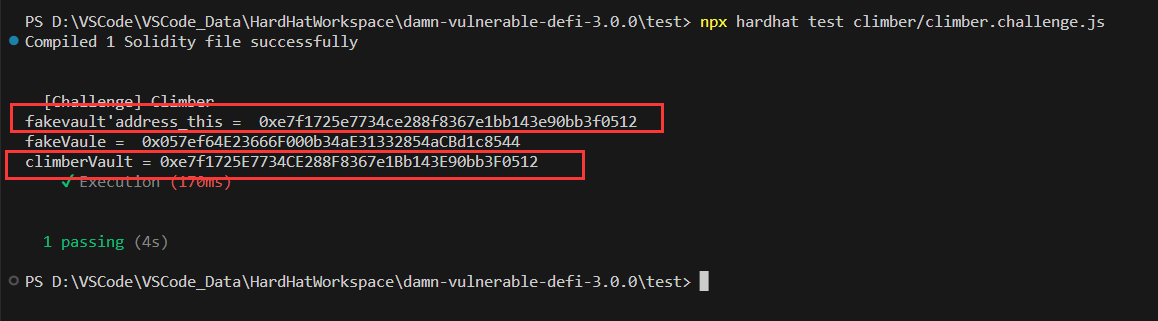 PS D:\VSCode\VSCode_Data\HardHatWorkspace\damn-vulnerable-defi-3.0.0\test> npx hardhat test climber/climber.challenge.js
Compiled 1 Solidity file successfully
[Challenge] Climber
fakevault'address_this =  0xe7f1725e7734ce288f8367e1bb143e90bb3f0512
fakeVaule =  0x057ef64E23666F000b34aE31332854aCBd1c8544
climberVault = 0xe7f1725E7734CE288F8367e1Bb143E90bb3F0512
✓ Execution (170ms)
1 passing (4s)
PS D:\VSCode\VSCode_Data\HardHatWorkspace\damn-vulnerable-defi-3.0.0\test>